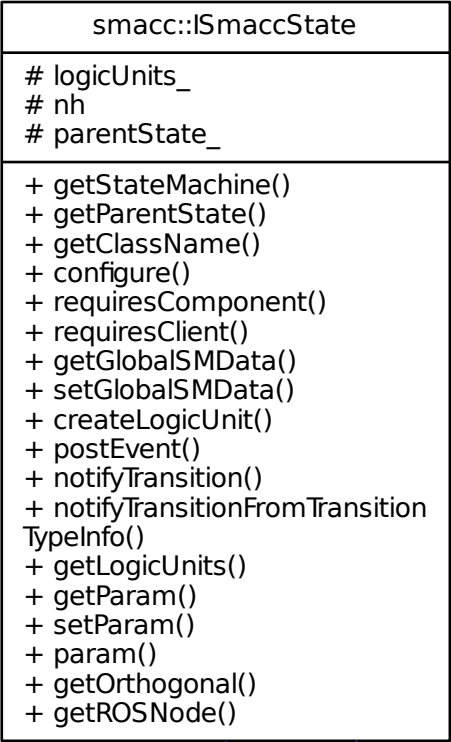 smacc::ISmaccState
# logicUnits_
# nh
# parentState_
+ getStateMachine()
+ getParentState()
+ getClassName()
+ configure()
+ requiresComponent()
+ requiresClient()
+ getGlobalSMData()
+ setGlobalSMData()
+ createLogicUnit()
+ postEvent()
+ notifyTransition()
+ notifyTransitionFromTransition
TypeInfo()
+ getLogicUnits()
+ getParam()
+ setParam()
+ param()
+ getOrthogonal()
+ getROSNode()